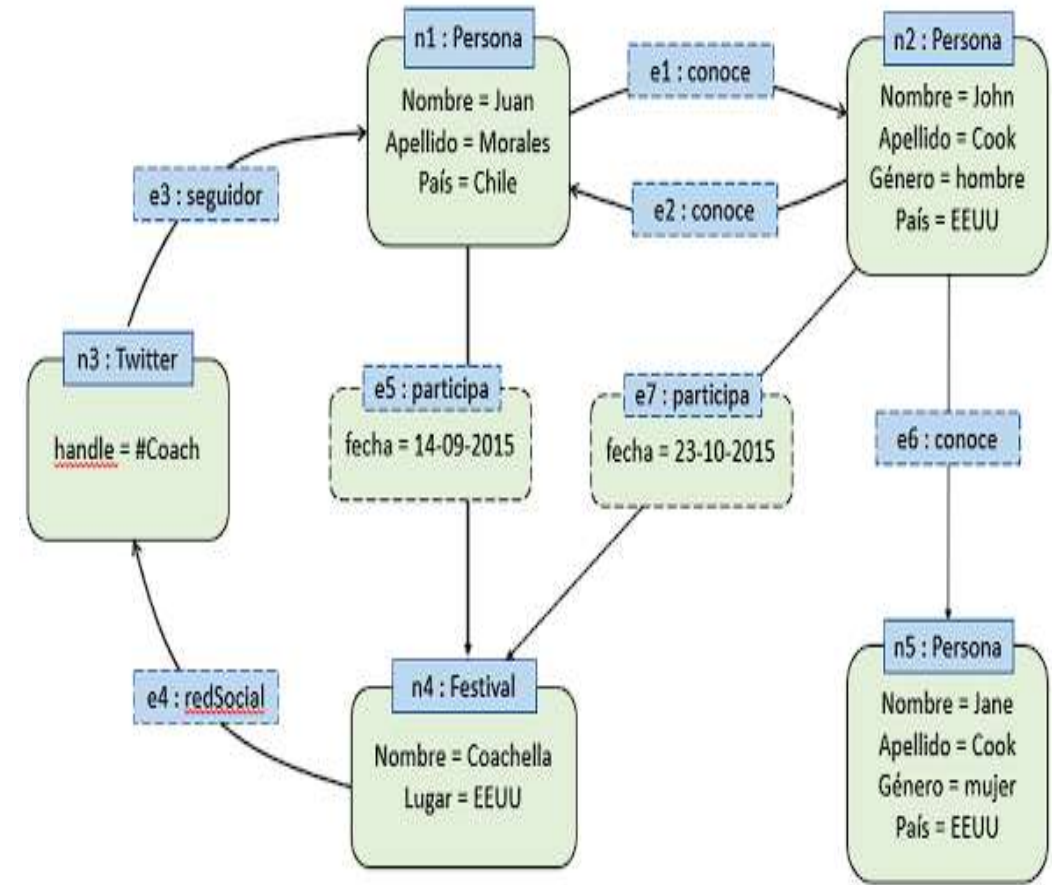 n1 : Persona
Nombre = Juan
Apellido = Morales
País = Chile
e1 : conoce
n2 : Persona
Nombre = John
Apellido = Cook
Género = hombre
País = EEUU
e3 : seguidor
e2 : conoce
n3 : Twitter
handle = #Coach
e5 : participa
fecha = 14-09-2015
e7 : participa
fecha = 23-10-2015
e6 : conoce
e4 : redSocial
n4 : Festival
Nombre = Coachella
Lugar = EEUU
n5 : Persona
Nombre = Jane
Apellido = Cook
Género = mujer
País = EEUU